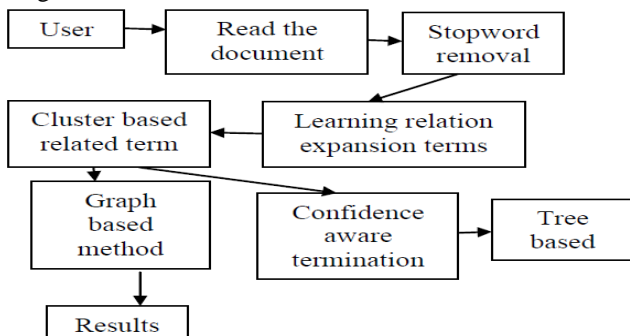 User
Read the
document
Stopword
removal
Cluster based
related term
Learning relation
expansion terms
Graph
based
method
Confidence
aware
termination
Tree
based
Results